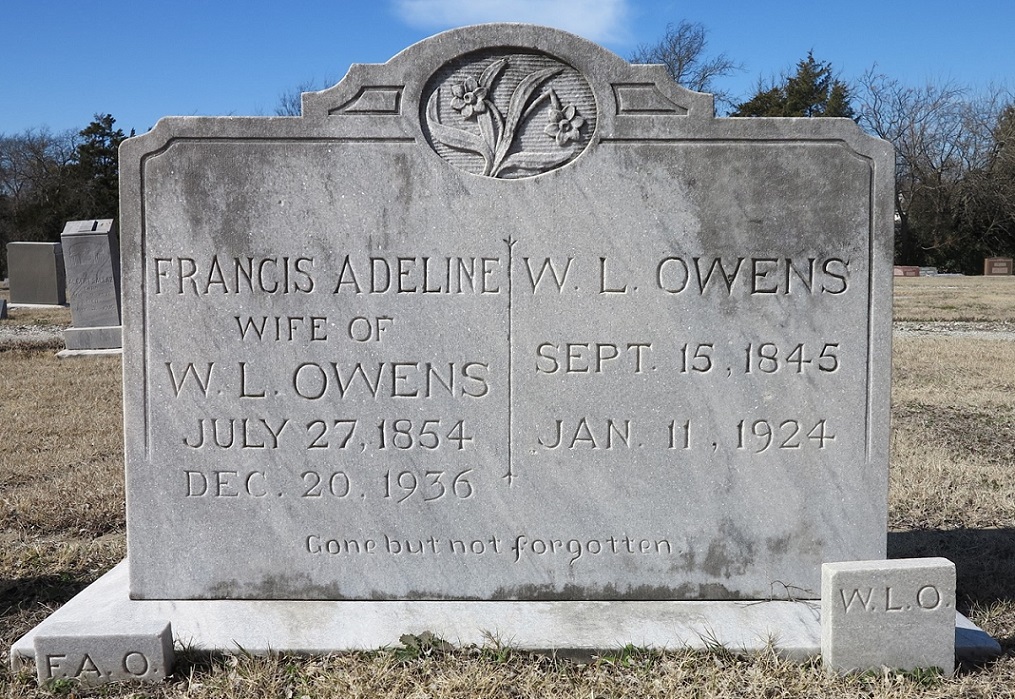 FRANCIS ADELINE
WIFE OF
W. L. OWENS
JULY 27, 1854
DEC. 20. 1936
W. L. OWENS
SEPT. 15, 1845
JAN. 11, 1924
Gone but not forgotten.
F.A.O.
W.L.O.